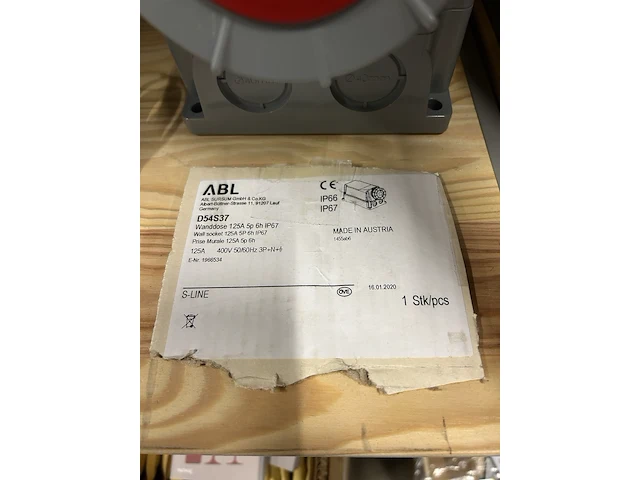 ABL
ABL SURSUM GmbH & Co.KG
Albert-Büttner-Strasse 11, 91207 Lauf
Germany
D54S37
Wanddose 125A 5p 6h IP67
Wall socket 125A 5P 6h IP67
Prise Murale 125A 5p 6h
125A 400V 50/60Hz 3P+N+⏚
E-Nr. 1966534
CE
IP66
IP67
MADE IN AUSTRIA
S-LINE
ÖVE
16.01.2020
1 Stk/pcs